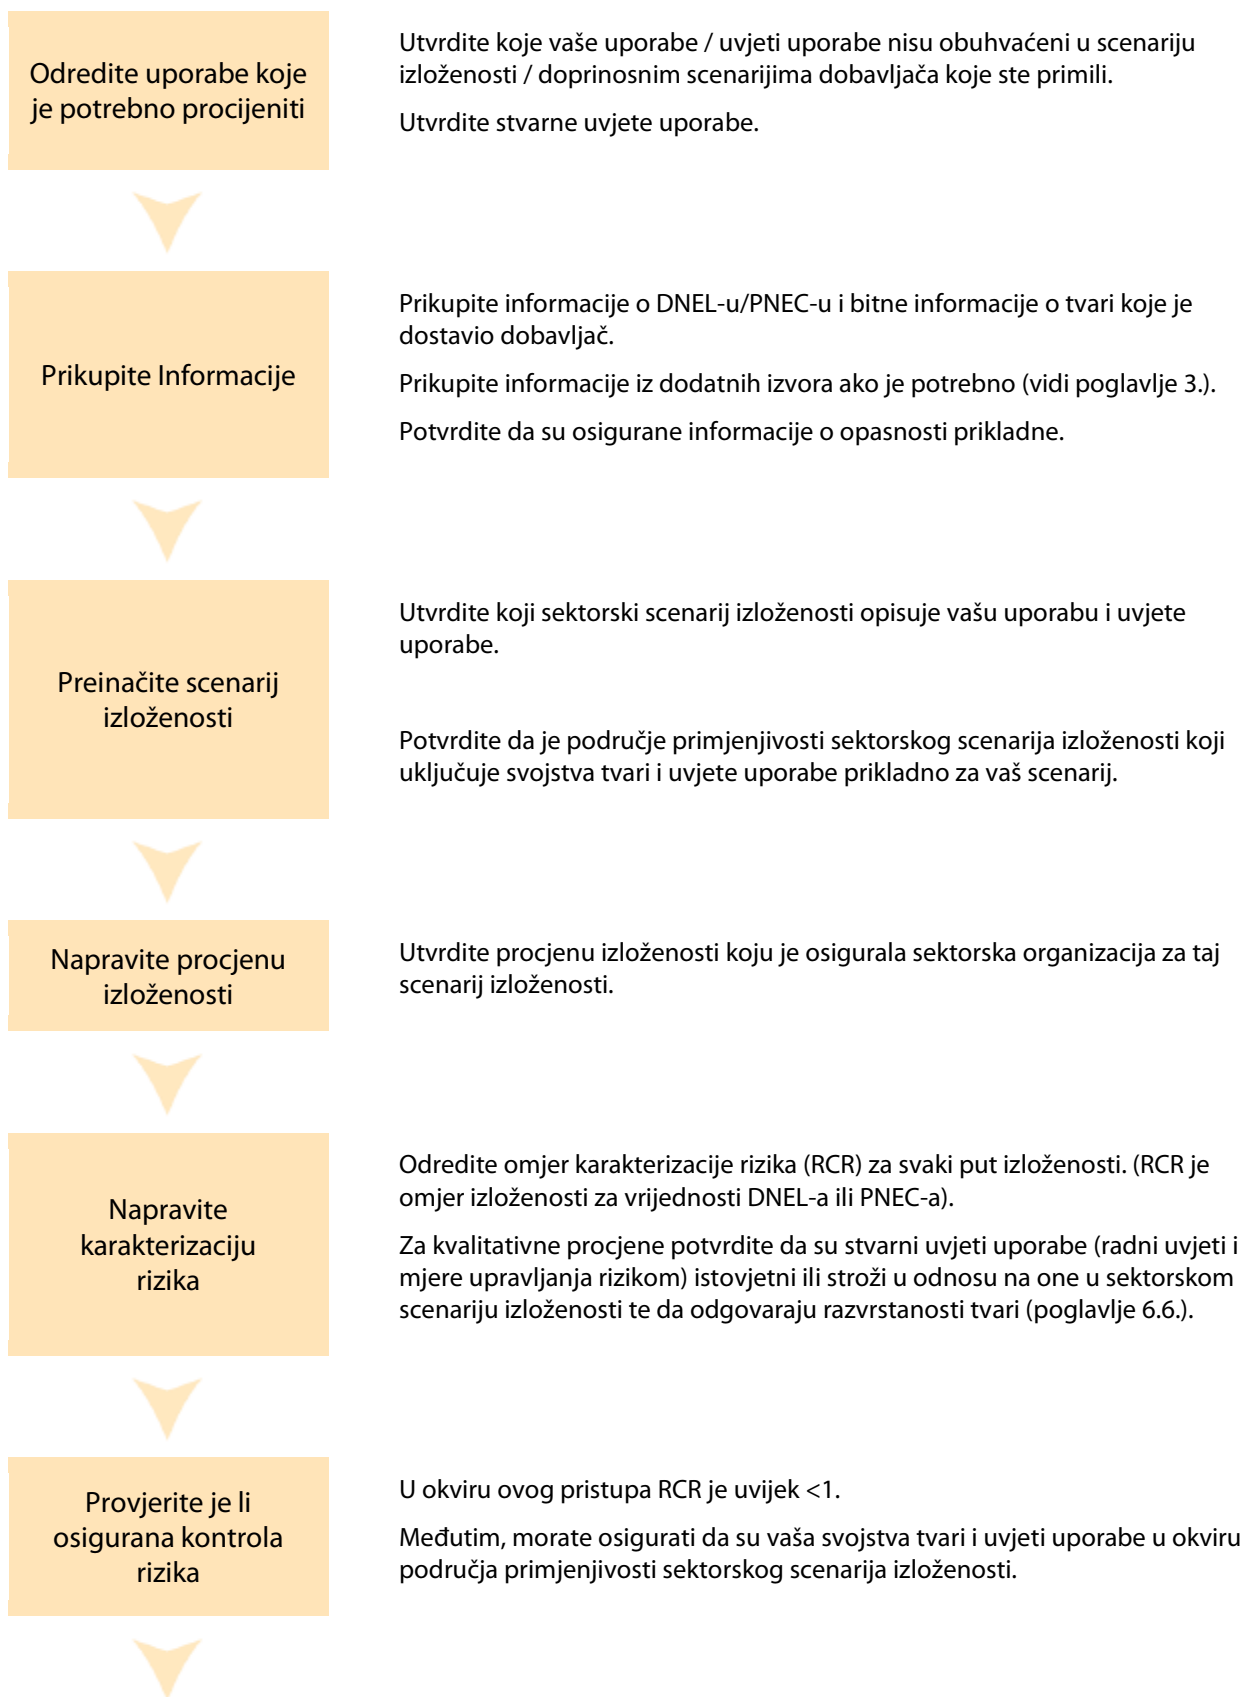 Odredite uporabe koje
je potrebno procijeniti
Utvrdite koje vaše uporabe / uvjeti uporabe nisu obuhvaćeni u scenariju
izloženosti / doprinosnim scenarijima dobavljača koje ste primili.
Utvrdite stvarne uvjete uporabe.
Prikupite Informacije
Prikupite informacije o DNEL-u/PNEC-u i bitne informacije o tvari koje je
dostavio dobavljač.
Prikupite informacije iz dodatnih izvora ako je potrebno (vidi poglavlje 3.).
Potvrdite da su osigurane informacije o opasnosti prikladne.
Preinačite scenarij
izloženosti
Utvrdite koji sektorski scenarij izloženosti opisuje vašu uporabu i uvjete
uporabe.
Potvrdite da je područje primjenjivosti sektorskog scenarija izloženosti koji
uključuje svojstva tvari i uvjete uporabe prikladno za vaš scenarij.
Napravite procjenu
izloženosti
Utvrdite procjenu izloženosti koju je osigurala sektorska organizacija za taj
scenarij izloženosti.
Napravite
karakterizaciju
rizika
Odredite omjer karakterizacije rizika (RCR) za svaki put izloženosti. (RCR je
omjer izloženosti za vrijednosti DNEL-a ili PNEC-a).
Za kvalitativne procjene potvrdite da su stvarni uvjeti uporabe (radni uvjeti i
mjere upravljanja rizikom) istovjetni ili stroži u odnosu na one u sektorskom
scenariju izloženosti te da odgovaraju razvrstanosti tvari (poglavlje 6.6.).
Provjerite je li
osigurana kontrola
rizika
U okviru ovog pristupa RCR je uvijek <1.
Međutim, morate osigurati da su vaša svojstva tvari i uvjeti uporabe u okviru
područja primjenjivosti sektorskog scenarija izloženosti.